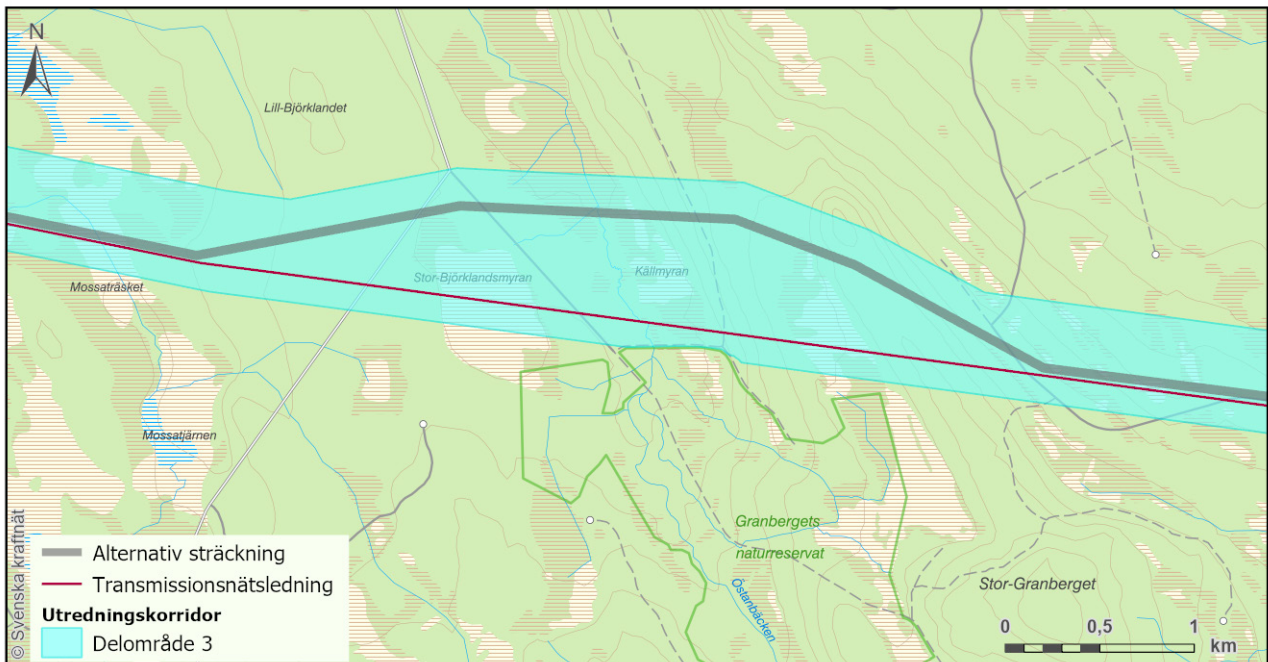 N
Lill-Björklandet
Stor-Björklandsmyran
Källmyran
Mossaträsket
Mossatjärnen
Granbergets
naturreservat
Östanbäcken
Stor-Granberget
© Svenska kraftnät
Alternativ sträckning
Transmissionsnätsledning
Utredningskorridor
Delområde 3
0 0,5 1
km